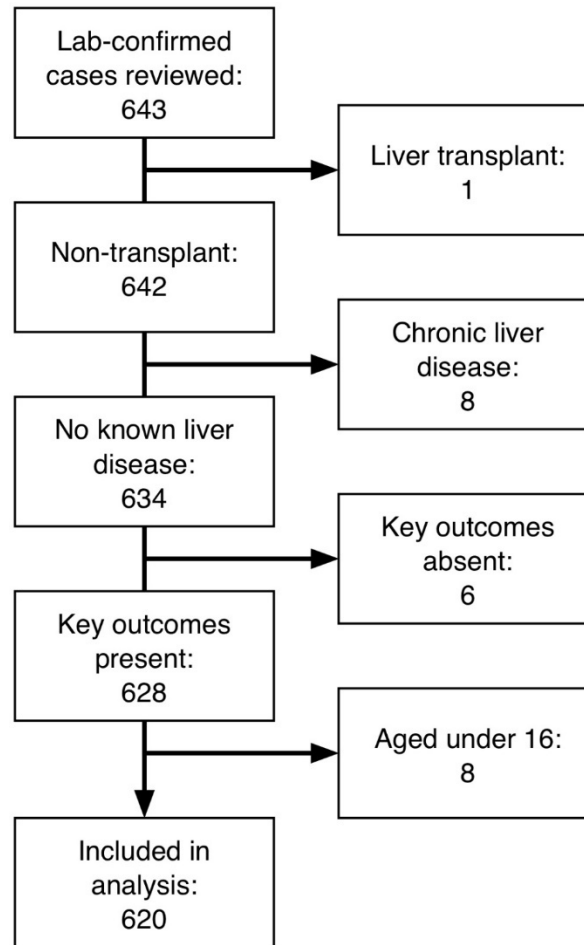 Lab-confirmed
cases reviewed:
643
Liver transplant:
1
Non-transplant:
642
Chronic liver
disease:
8
No known liver
disease:
634
Key outcomes
absent:
6
Key outcomes
present:
628
Aged under 16:
8
Included in
analysis:
620